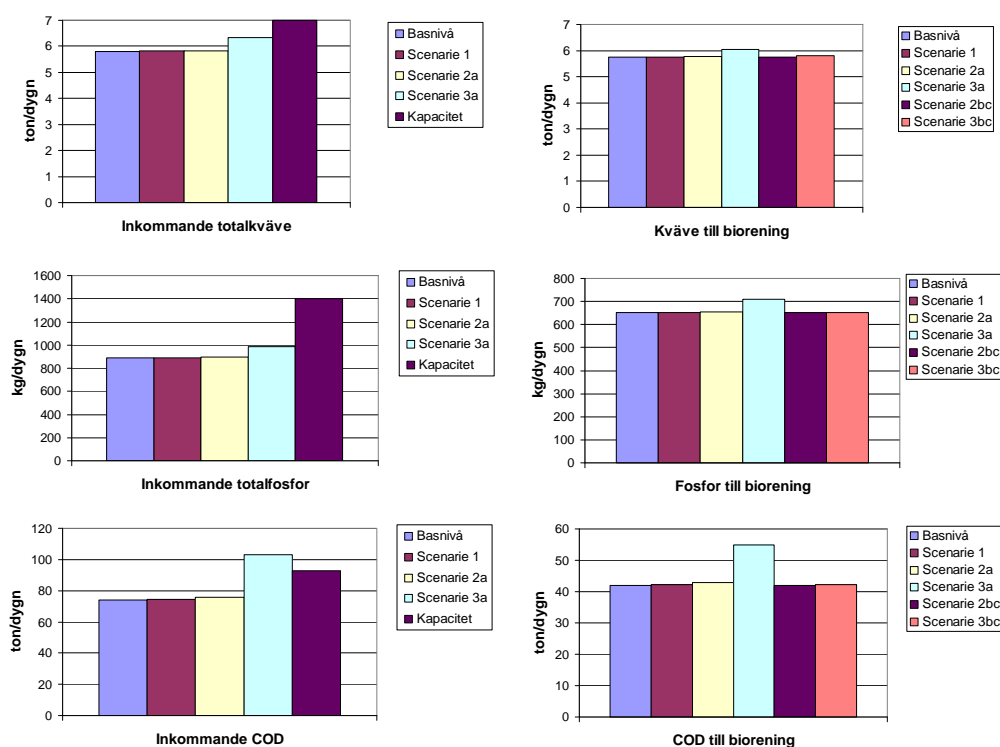 ton/dygn
7
6
5
4
3
2
1
0
Inkommande totalkväve
Basnivå
Scenarie 1
Scenarie 2a
Scenarie 3a
Kapacitet
ton/dygn
7
6
5
4
3
2
1
0
Kväve till biorening
Basnivå
Scenarie 1
Scenarie 2a
Scenarie 3a
Scenarie 2bc
Scenarie 3bc
kg/dygn
1600
1400
1200
1000
800
600
400
200
0
Inkommande totalfosfor
Basnivå
Scenarie 1
Scenarie 2a
Scenarie 3a
Kapacitet
kg/dygn
800
700
600
500
400
300
200
100
0
Fosfor till biorening
Basnivå
Scenarie 1
Scenarie 2a
Scenarie 3a
Scenarie 2bc
Scenarie 3bc
ton/dygn
120
100
80
60
40
20
0
Inkommande COD
Basnivå
Scenarie 1
Scenarie 2a
Scenarie 3a
Kapacitet
ton/dygn
60
50
40
30
20
10
0
COD till biorening
Basnivå
Scenarie 1
Scenarie 2a
Scenarie 3a
Scenarie 2bc
Scenarie 3bc